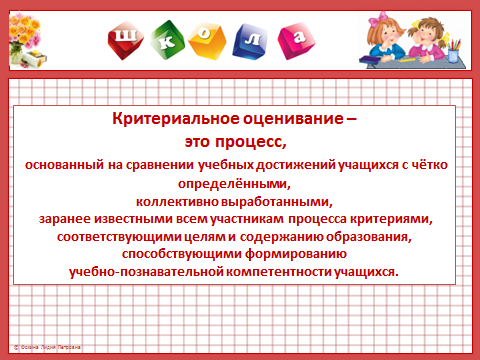 школа
Критериальное оценивание –
это процесс,
основанный на сравнении учебных достижений учащихся с чётко
определёнными,
коллективно выработанными,
заранее известными всем участникам процесса критериями,
соответствующими целям и содержанию образования,
способствующими формированию
учебно-познавательной компетентности учащихся.
© Фокина Лидия Петровна